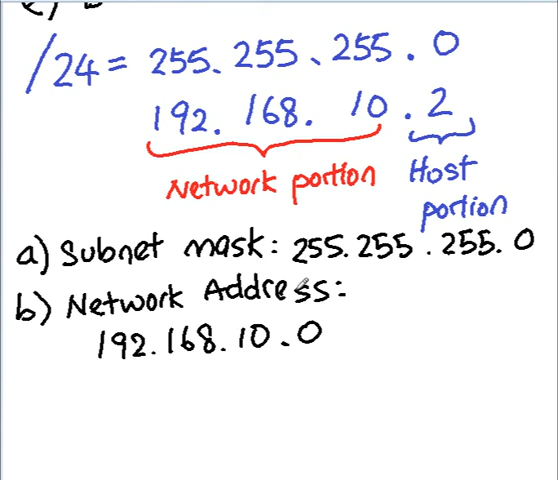 /24 = 255.255.255.0
192.168.10.2
Network portion Host
portion
a) Subnet mask: 255.255.255.0
b) Network Address:
192.168.10.0